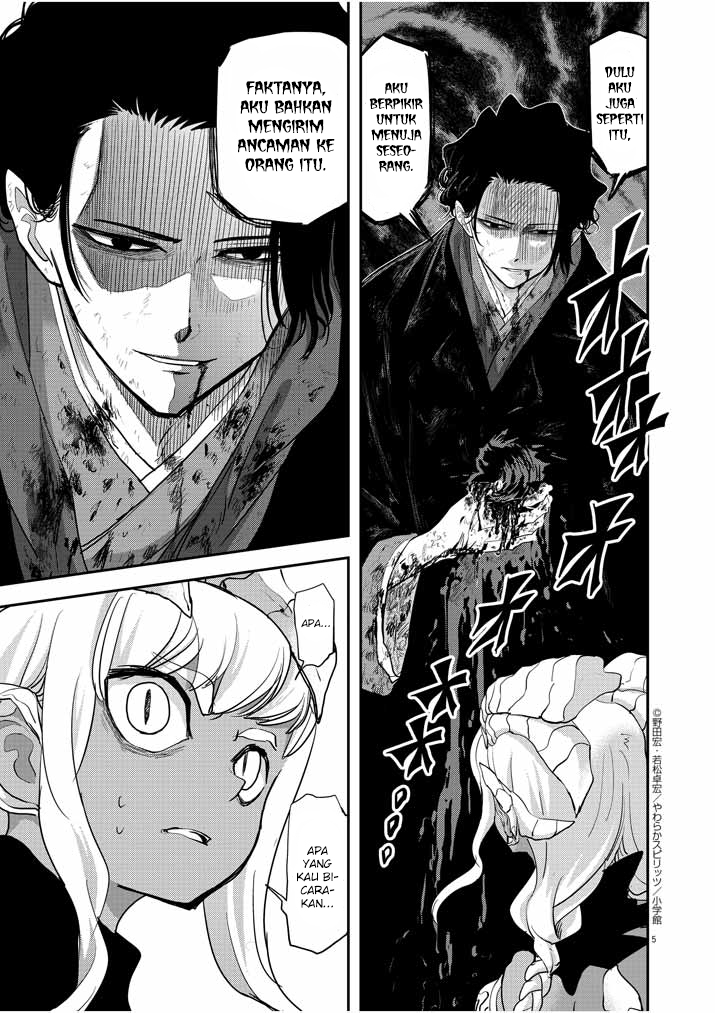 DULU
AKU
JUGA
SEPERTI
ITU,
AKU
BERPIKIR
UNTUK
MENUJA
SESEO-
RANG.
オオオオオオ...
FAKTANYA,
AKU BAHKAN
MENGIRIM
ANCAMAN KE
ORANG ITU.
APA...
APA
YANG
KAU BI-
CARA-
KAN...
©野田宏・若松卓宏／やわらかスピリッツ／小学館
5